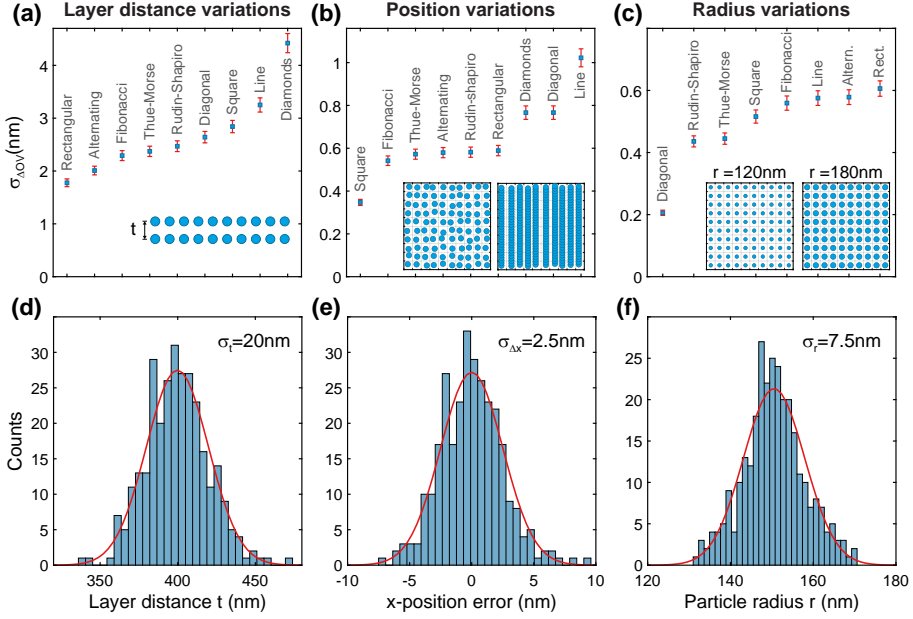 (a) Layer distance variations
σΔOV(nm)
5
4
3
2
1
0
Rectangular
Alternating
Fibonacci
Thue-Morse
Rudin-Shapiro
Diagonal
Square
Line
Diamonds
t
(b) Position variations
1
0.8
0.6
0.4
0.2
0
Square
Fibonacci
Thue-Morse
Alternating
Rudin-shapiro
Rectangular
Diamonds
Diagonal
Line
(c) Radius variations
0.8
0.6
0.4
0.2
0
Diagonal
Rudin-Shapiro
Thue-Morse
Square
Fibonacci
Line
Altern.
Rect.
r =120nm
r =180nm
(d)
σt=20nm
Counts
30
25
20
15
10
5
0
350 400 450
Layer distance t (nm)
(e)
σΔx=2.5nm
30
25
20
15
10
5
0
-10 -5 0 5 10
x-position error (nm)
(f)
σr=7.5nm
25
20
15
10
5
0
120 140 160 180
Particle radius r (nm)